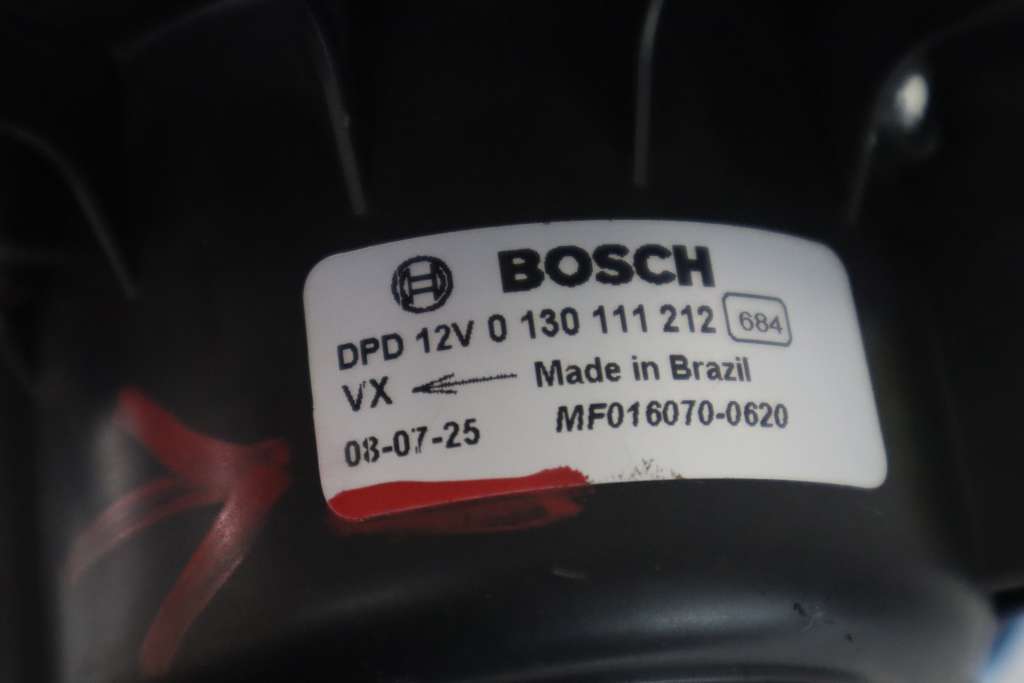 BOSCH
DPD 12V 0 130 111 212 684
VX Made in Brazil
08-07-25 MF016070-0620